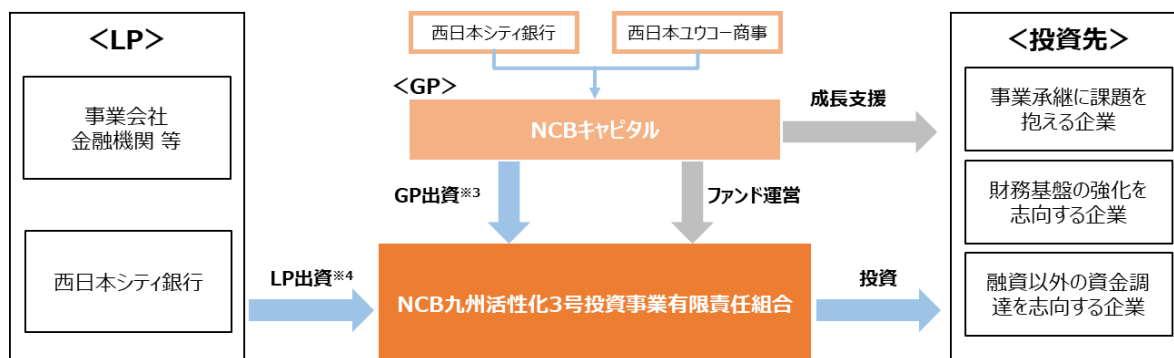 ＜LP＞
事業会社
金融機関 等
西日本シティ銀行
西日本シティ銀行
西日本ユウコー商事
＜GP＞
NCBキャピタル
GP出資※3
ファンド運営
成長支援
LP出資※4
NCB九州活性化3号投資事業有限責任組合
投資
＜投資先＞
事業承継に課題を
抱える企業
財務基盤の強化を
志向する企業
融資以外の資金調
達を志向する企業